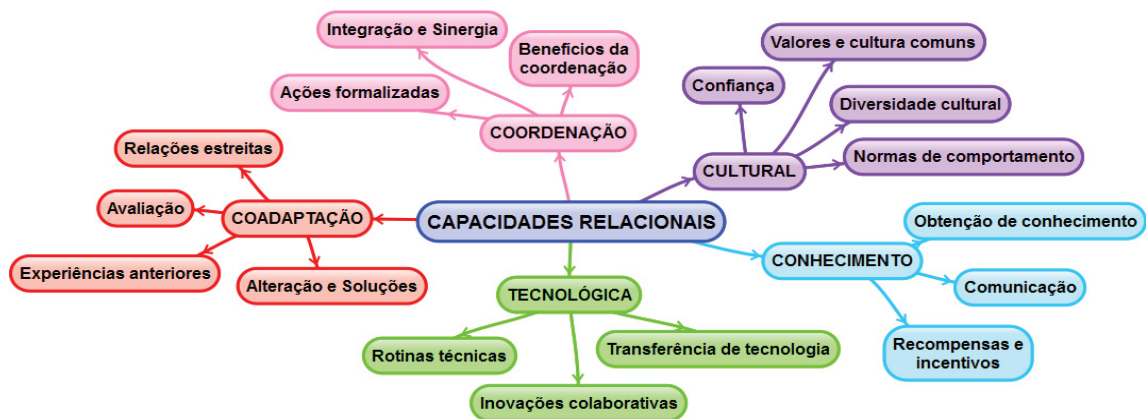 Integração e Sinergia
Benefícios da
coordenação
Ações formalizadas
COORDENAÇÃO
Valores e cultura comuns
Confiança
Diversidade cultural
Normas de comportamento
CULTURAL
Relações estreitas
Avaliação
COADAPTAÇÃO
Experiências anteriores
Alteração e Soluções
CAPACIDADES RELACIONAIS
Obtenção de conhecimento
CONHECIMENTO
Comunicação
Recompensas e
incentivos
TECNOLÓGICA
Rotinas técnicas
Transferência de tecnologia
Inovações colaborativas